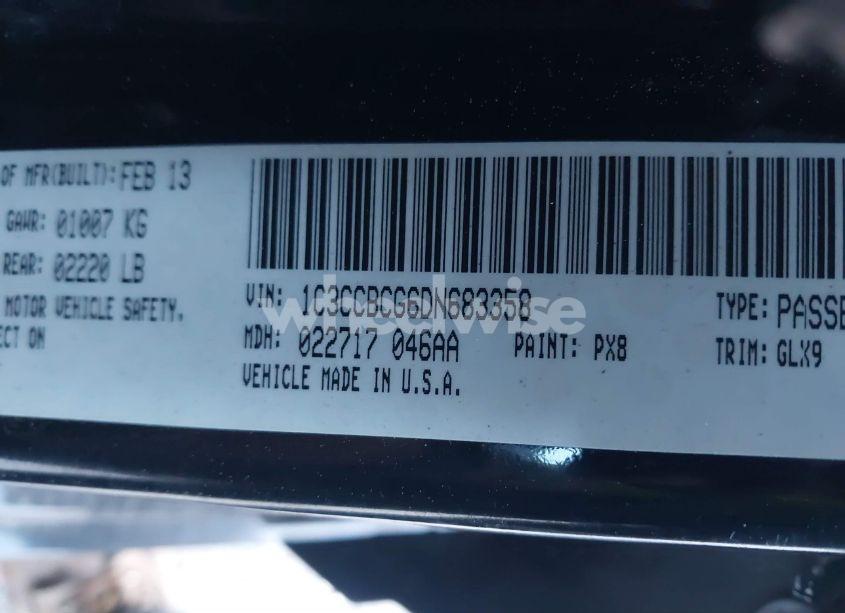 OF MFR(BUILT): FEB 13
GAWR: 01007 KG
REAR: 02220 LB
MOTOR VEHICLE SAFETY.
ECT ON
VIN: 1C3CCBCG6DN683358
MDH: 022717 046AA PAINT: PX8
VEHICLE MADE IN U.S.A.
TYPE: PASSE
TRIM: GLX9
wheelwise